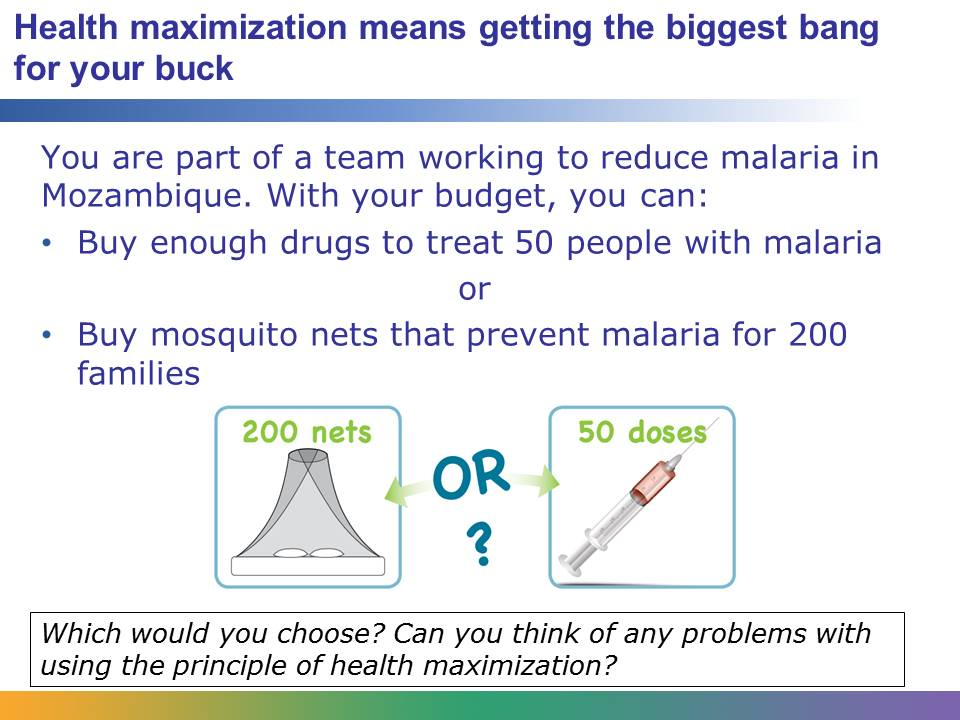 Health maximization means getting the biggest bang
for your buck
You are part of a team working to reduce malaria in
Mozambique. With your budget, you can:
• Buy enough drugs to treat 50 people with malaria
or
• Buy mosquito nets that prevent malaria for 200
families
200 nets
OR
?
50 doses
Which would you choose? Can you think of any problems with
using the principle of health maximization?